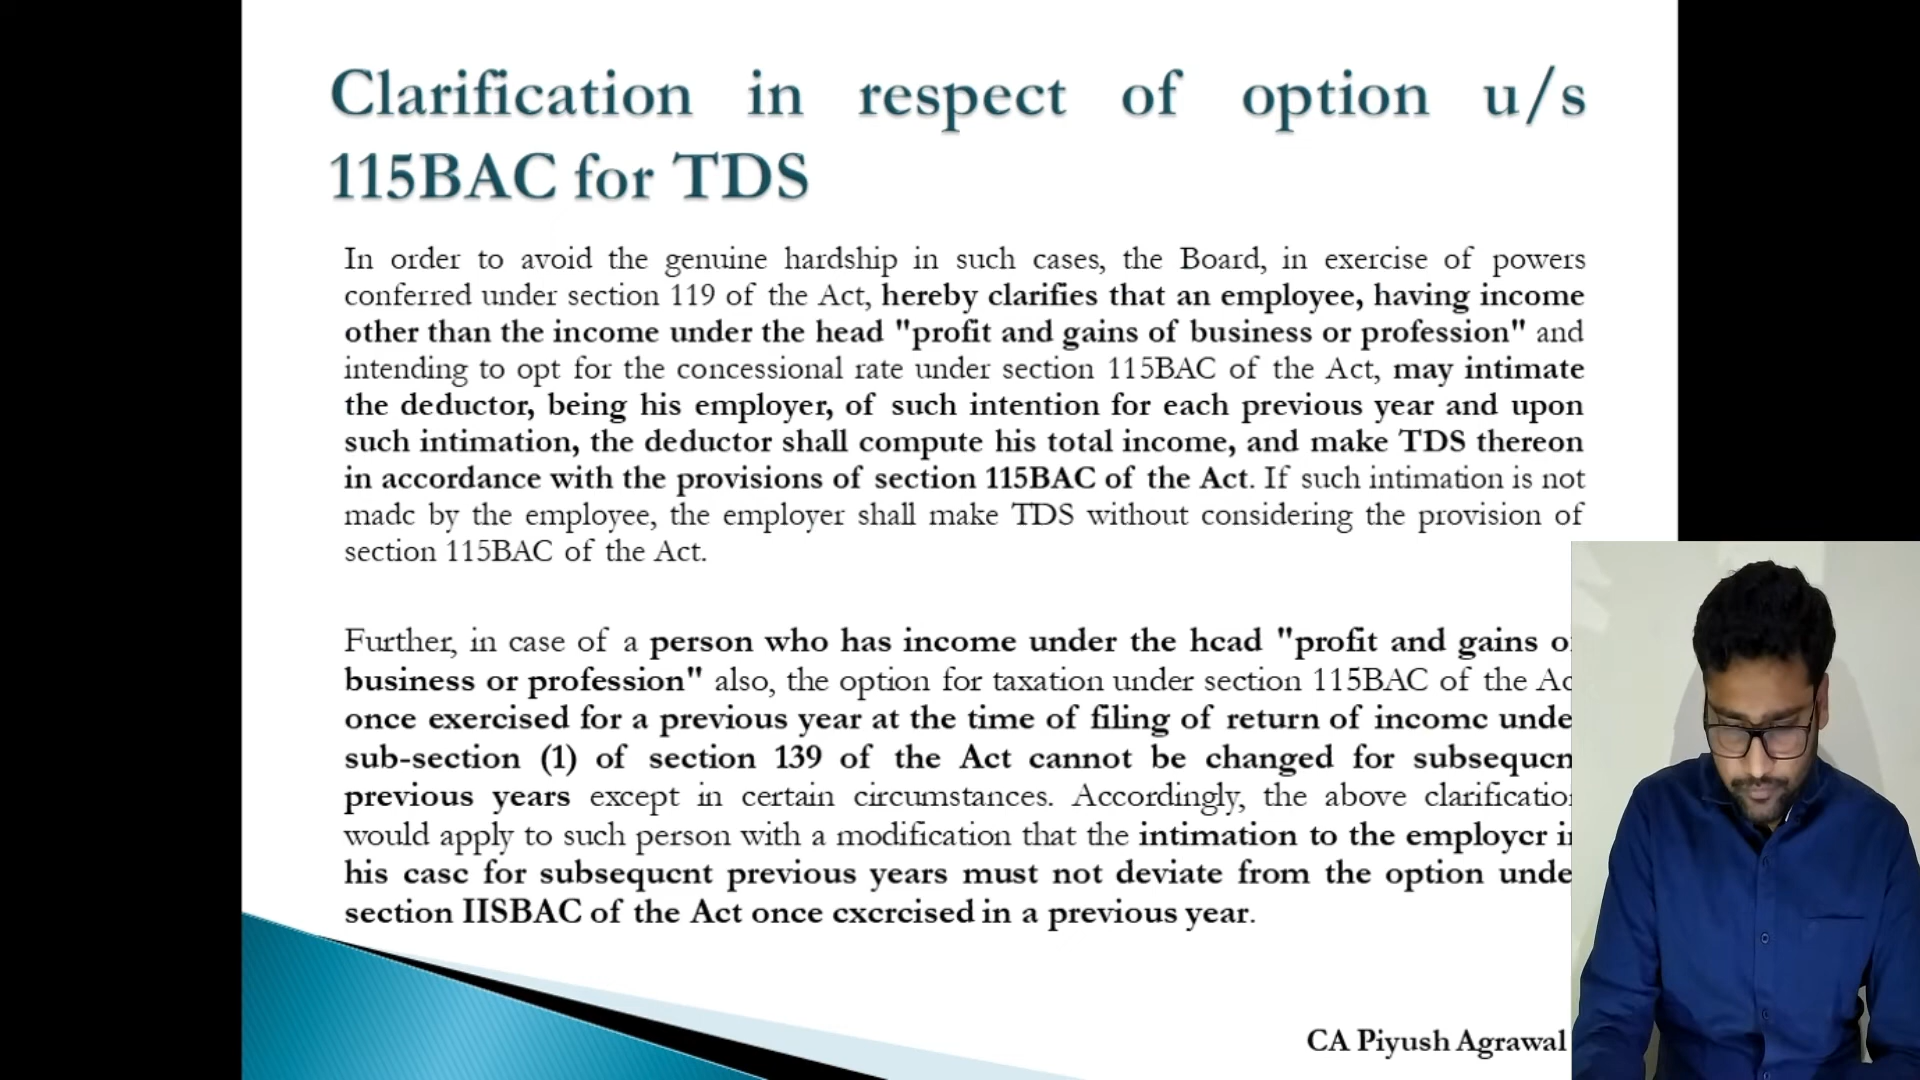 Clarification in respect of option u/s
115BAC for TDS
In order to avoid the genuine hardship in such cases, the Board, in exercise of powers
conferred under section 119 of the Act, hereby clarifies that an employee, having income
other than the income under the head "profit and gains of business or profession" and
intending to opt for the concessional rate under section 115BAC of the Act, may intimate
the deductor, being his employer, of such intention for each previous year and upon
such intimation, the deductor shall compute his total income, and make TDS thereon
in accordance with the provisions of section 115BAC of the Act. If such intimation is not
madc by the employee, the employer shall make TDS without considering the provision of
section 115BAC of the Act.
Further, in case of a person who has income under the hcad "profit and gains o
business or profession" also, the option for taxation under section 115BAC of the Ac
once exercised for a previous year at the time of filing of return of incomc unde
sub-section (1) of section 139 of the Act cannot be changed for subsequcn
previous years except in certain circumstances. Accordingly, the above clarificatio
would apply to such person with a modification that the intimation to the employcr i
his casc for subsequcnt previous years must not deviate from the option unde
section IISBAC of the Act once cxcrcised in a previous year.
CA Piyush Agrawal